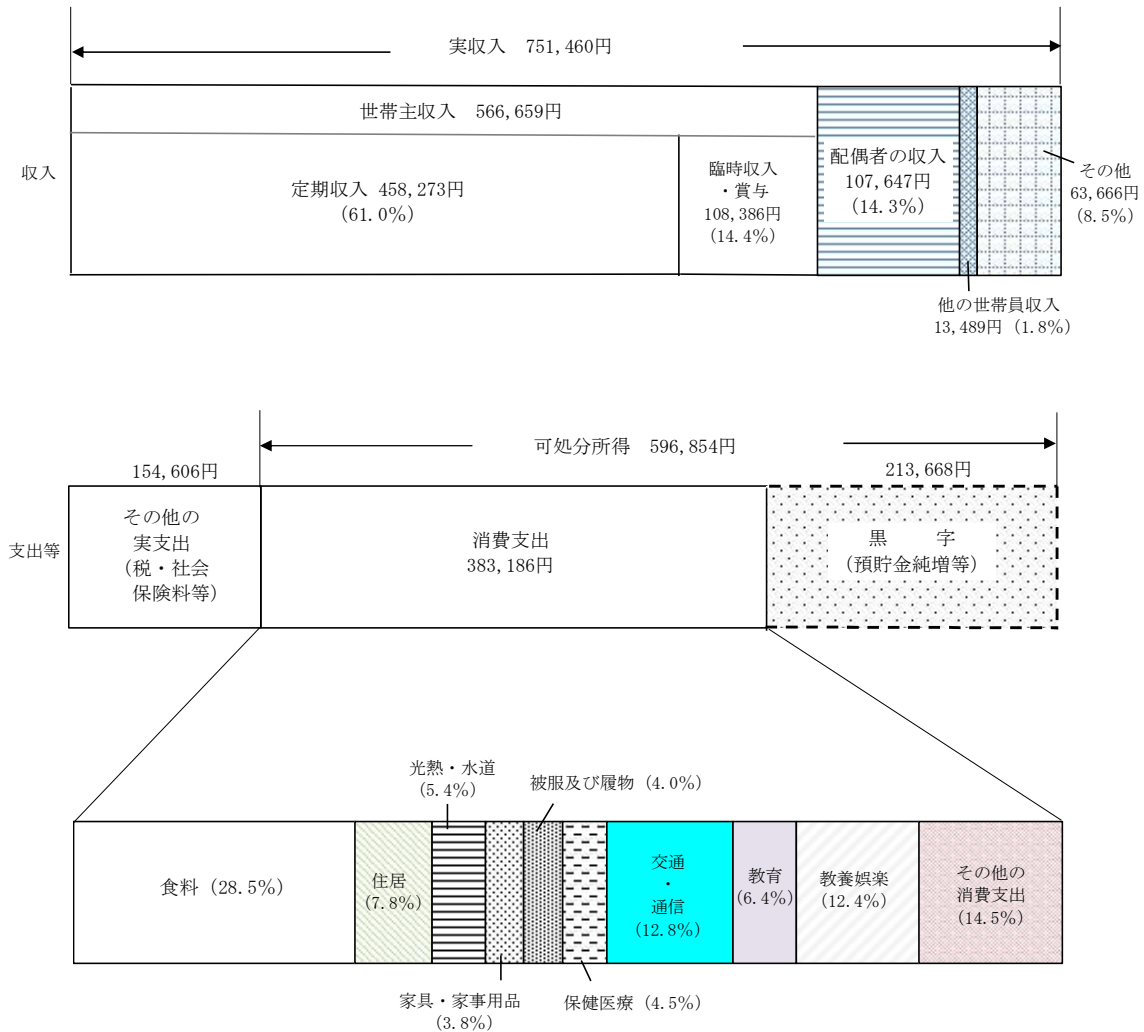 実収入 751,460円
世帯主収入 566,659円
収入
定期収入 458,273円
(61.0%)
臨時収入
・賞与
108,386円
(14.4%)
配偶者の収入
107,647円
(14.3%)
その他
63,666円
(8.5%)
他の世帯員収入
13,489円 (1.8%)
可処分所得 596,854円
154,606円
213,668円
支出等
その他の
実支出
(税・社会
保険料等)
消費支出
383,186円
黒 字
(預貯金純増等)
光熱・水道
(5.4%)
被服及び履物 (4.0%)
食料 (28.5%)
住居
(7.8%)
交通
・
通信
(12.8%)
教育
(6.4%)
教養娯楽
(12.4%)
その他の
消費支出
(14.5%)
家具・家事用品
(3.8%)
保健医療 (4.5%)